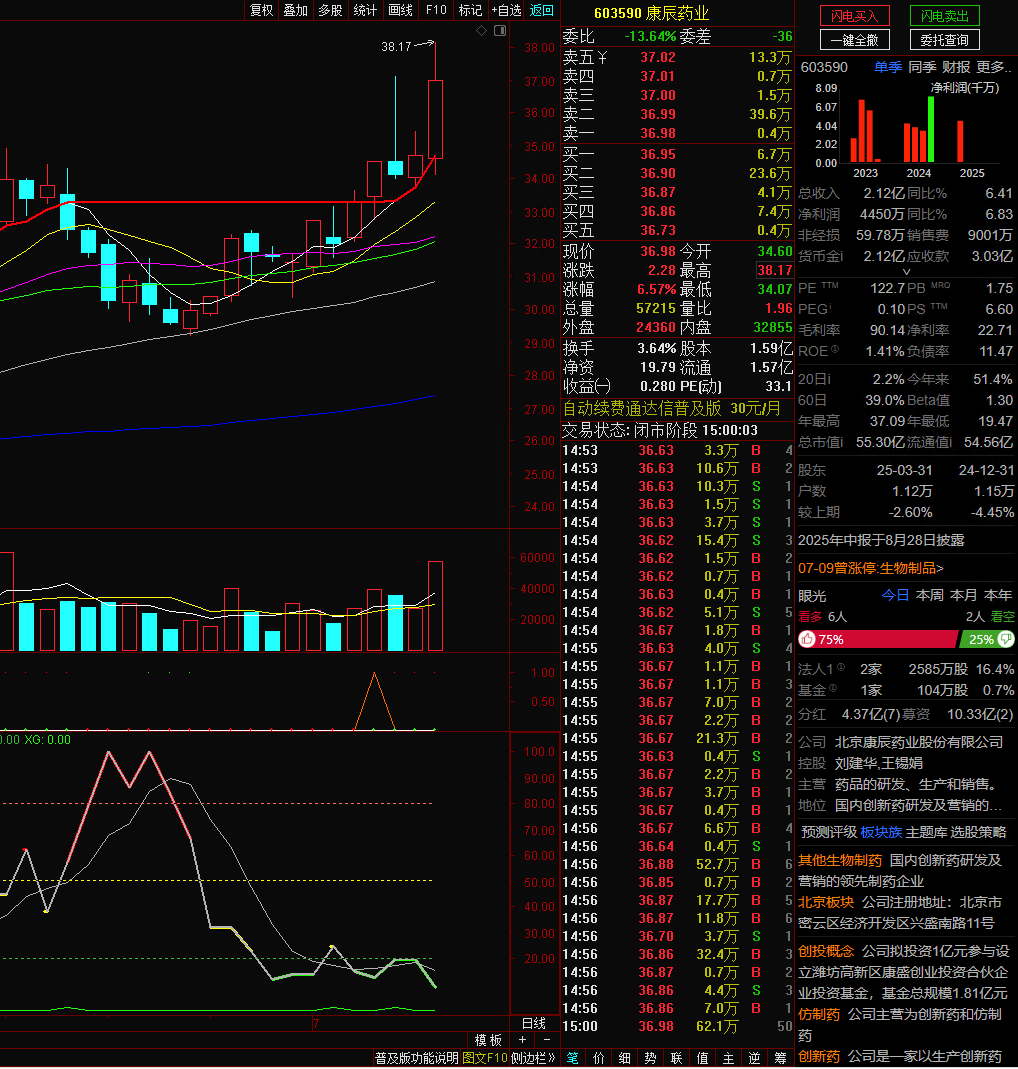 复权 叠加 多股 统计 画线 F10 标记 +自选 返回
38.17
38.00
37.00
36.00
35.00
34.00
33.00
32.00
31.00
30.00
29.00
28.00
27.00
26.00
25.00
24.00
60000
40000
20000
1.00
0.50
0.00 XG: 0.00
100.0
90.00
80.00
70.00
60.00
50.00
40.00
30.00
20.00
7
日线
模板 + −
普及版功能说明 图文F10 侧边栏》
603590 康辰药业
委比 -13.64% 委差 -36
卖五 ¥ 37.02 13.3万
卖四 37.01 0.7万
卖三 37.00 1.5万
卖二 36.99 39.6万
卖一 36.98 0.4万
买一 36.95 6.7万
买二 36.90 23.6万
买三 36.87 4.1万
买四 36.86 7.4万
买五 36.73 0.4万
现价 36.98 今开 34.60
涨跌 2.28 最高 38.17
涨幅 6.57% 最低 34.07
总量 57215 量比 1.96
外盘 24360 内盘 32855
换手 3.64% 股本 1.59亿
净资 19.79 流通 1.57亿
收益(一) 0.280 PE(动) 33.1
自动续费通达信普及版 30元/月
交易状态: 闭市阶段 15:00:03
14:53 36.63 3.3万 B 4
14:53 36.63 10.6万 B 2
14:54 36.63 10.3万 S 1
14:54 36.63 1.5万 S 1
14:54 36.63 3.7万 S 1
14:54 36.62 15.4万 S 3
14:54 36.62 1.5万 B 2
14:54 36.62 0.7万 B 1
14:54 36.63 0.4万 B 1
14:54 36.62 5.1万 S 5
14:54 36.67 1.8万 B 1
14:55 36.63 4.0万 S 4
14:55 36.67 1.1万 B 1
14:55 36.67 1.1万 B 3
14:55 36.67 7.0万 B 2
14:55 36.67 2.2万 B 2
14:55 36.67 21.3万 B 2
14:55 36.63 0.4万 S 1
14:55 36.67 2.2万 B 2
14:55 36.67 3.7万 B 1
14:55 36.67 0.4万 B 1
14:56 36.67 6.6万 B 4
14:56 36.64 0.4万 S 1
14:56 36.88 52.7万 B 6
14:56 36.85 0.7万 B 2
14:56 36.87 17.7万 B 5
14:56 36.87 11.8万 B 6
14:56 36.70 3.7万 S 1
14:56 36.86 32.4万 B 3
14:56 36.87 0.7万 B 2
14:56 36.86 4.4万 S 3
14:56 36.86 7.0万 B 1
15:00 36.98 62.1万 50
笔 价 细 势 联 值 主 逆 筹
闪电买入 闪电卖出
一键全撤 委托查询
603590 单季 同季 财报 更多..
净利润(千万)
8.09
6.07
4.04
2.02
0.00
2023 2024 2025
总收入 2.12亿 同比% 6.41
净利润 4450万 同比% 6.83
非经损 59.78万 销售费 9001万
货币金i 2.12亿 应收款 3.03亿
PE TTM 122.7 PB MRQ 1.75
PEG i 0.10 PS TTM 6.60
毛利率 90.14 净利率 22.71
ROE 1.41% 负债率 11.47
20日i 2.2% 今年来 51.4%
60日 39.0% Beta值 1.30
年最高 37.09 年最低 19.47
总市值i 55.30亿 流通值i 54.56亿
股东 25-03-31 24-12-31
户数 1.12万 1.15万
较上期 -2.60% -4.45%
2025年中报于8月28日披露
07-09曾涨停:生物制品>
眼光 今日 本周 本月 本年
看多 6人 2人 看空
75% 25%
法人1 2家 2585万股 16.4%
基金 1家 104万股 0.7%
分红 4.37亿(7) 募资 10.33亿(2)
公司 北京康辰药业股份有限公司
控股 刘建华,王锡娟
主营 药品的研发、生产和销售。
地位 国内创新药研发及营销的...
预测评级 板块族 主题库 选股策略
其他生物制药 国内创新药研发及
营销的领先制药企业
北京板块 公司注册地址：北京市
密云区经济开发区兴盛南路11号
创投概念 公司拟投资1亿元参与设
立潍坊高新区康盛创业投资合伙企
业投资基金，基金总规模1.81亿元
仿制药 公司主营为创新药和仿制
药
创新药 公司是一家以生产创新药